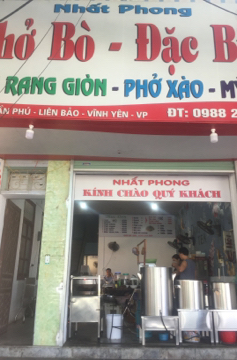 Nhất Phong
hở Bò - Đặc B
RANG GIÒN - PHỞ XÀO - M
ẦN PHÚ - LIÊN BẢO - VĨNH YÊN - VP ĐT: 0988 2
NHẤT PHONG
KÍNH CHÀO QUÝ KHÁCH